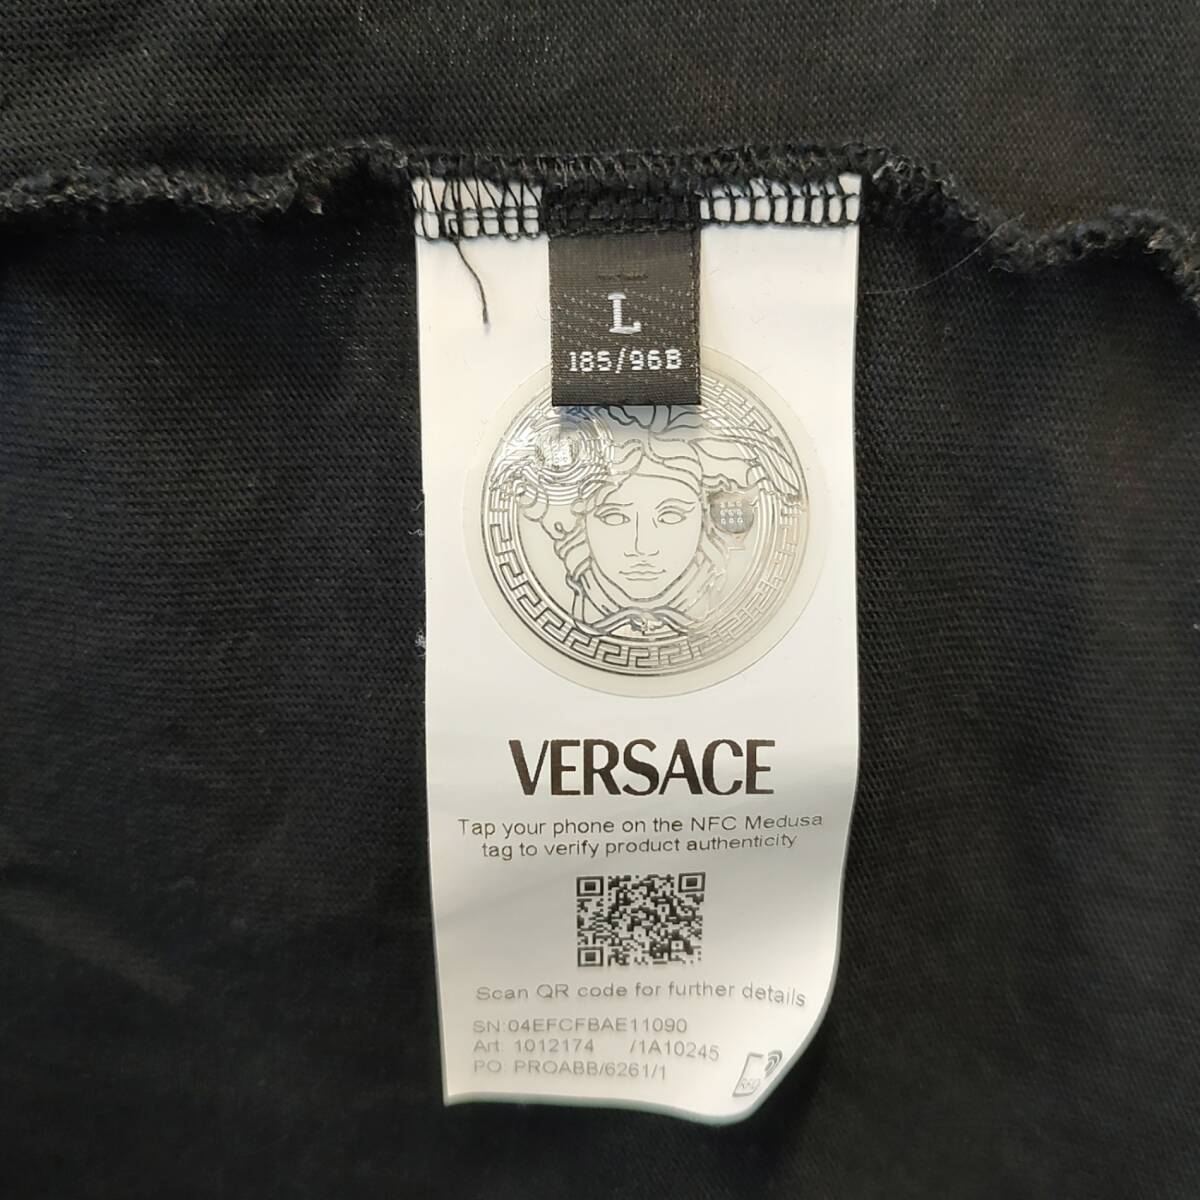 L
185/96B
VERSACE
Tap your phone on the NFC Medusa
tag to verify product authenticity
Scan QR code for further details
SN:04EFCFBAE11090
Art: 1012174 /1A10245
PO: PROABB/6261/1
RFID